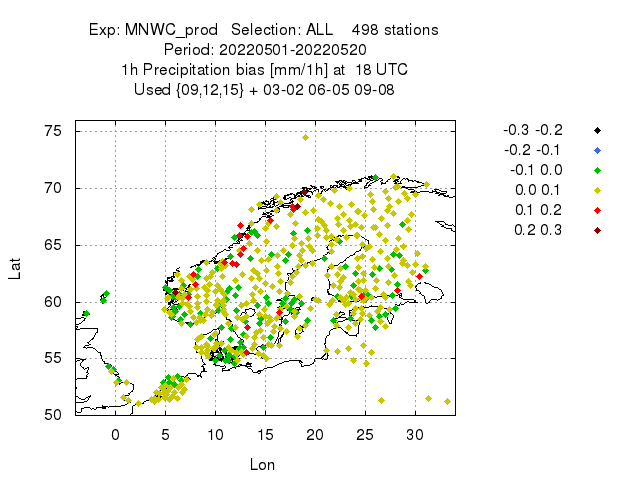 Exp: MNWC_prod   Selection: ALL    498 stations
Period: 20220501-20220520
1h Precipitation bias [mm/1h] at  18 UTC
Used {09,12,15} + 03-02 06-05 09-08
-0.3 -0.2
-0.2 -0.1
-0.1 0.0
0.0 0.1
0.1 0.2
0.2 0.3
75
70
65
60
55
50
Lat
0 5 10 15 20 25 30
Lon